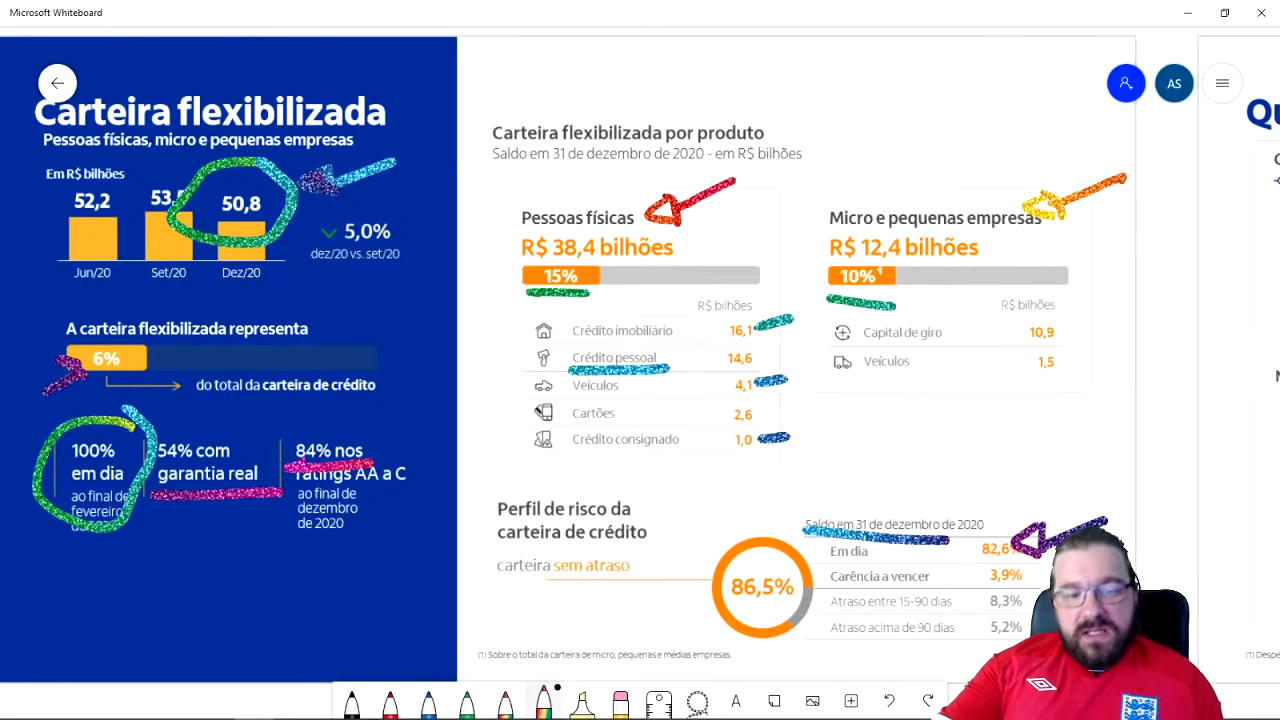 Microsoft Whiteboard
Carteira flexibilizada
Pessoas físicas, micro e pequenas empresas
Em R$ bilhões
52,2
50,8
Jun/20
Set/20
Dez/20
5,0%
dez/20 vs. set/20
A carteira flexibilizada representa
6%
do total da carteira de crédito
100%
em dia
ao final de
fevereiro
54% com
garantia real
84% nos
ratings AA a C
ao final de
dezembro
de 2020
Carteira flexibilizada por produto
Saldo em 31 de dezembro de 2020 - em R$ bilhões
Pessoas físicas
R$ 38,4 bilhões
15%
R$ bilhões
Crédito imobiliário 16,1
Crédito pessoal 14,6
Veículos 4,1
Cartões 2,6
Crédito consignado 1,0
Micro e pequenas empresas
R$ 12,4 bilhões
10%¹
R$ bilhões
Capital de giro 10,9
Veículos 1,5
Perfil de risco da
carteira de crédito
carteira sem atraso
86,5%
Saldo em 31 de dezembro de 2020
Em dia 82,6%
Carência a vencer 3,9%
Atraso entre 15-90 dias 8,3%
Atraso acima de 90 dias 5,2%
(1) Sobre o total da carteira de micro, pequenas e médias empresas.
AS
A